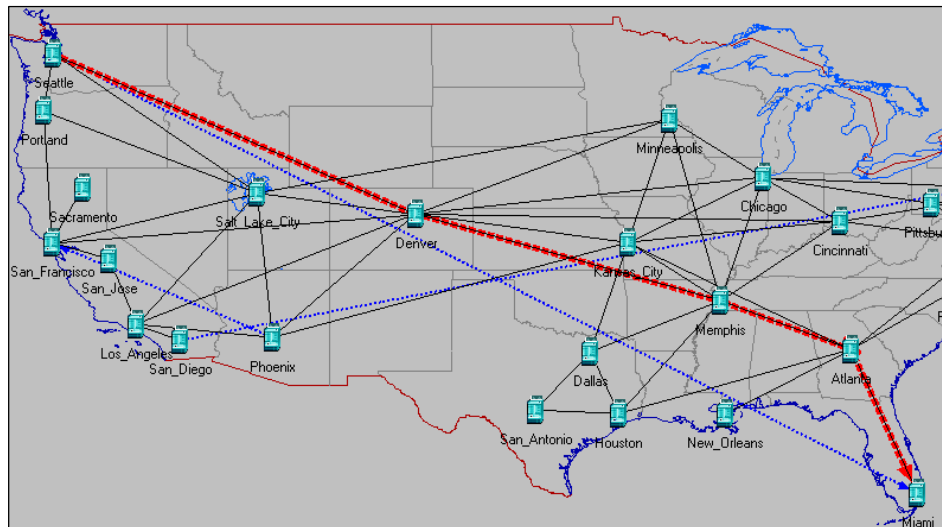 Seattle
Portland
Minneapolis
Sacramento
Salt_Lake_City
Chicago
Denver
Cincinnati
Pittsbu
San_Francisco
Kansas_City
San_Jose
Memphis
Los_Angeles
San_Diego
Phoenix
Dallas
Atlanta
San_Antonio
Houston
New_Orleans
Miami